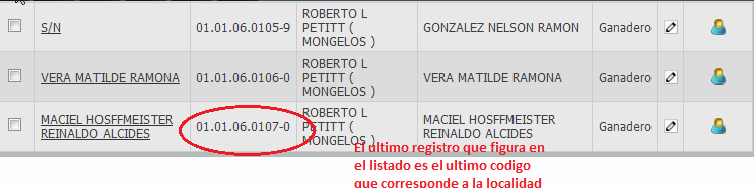 S/N 01.01.06.0105-9 ROBERTO L PETITT ( MONGELOS ) GONZALEZ NELSON RAMON Ganadero
VERA MATILDE RAMONA 01.01.06.0106-0 ROBERTO L PETITT ( MONGELOS ) VERA MATILDE RAMONA Ganadero
MACIEL HOSFFMEISTER REINALDO ALCIDES 01.01.06.0107-0 ROBERTO L PETITT ( MONGELOS ) MACIEL HOSFFMEISTER REINALDO ALCIDES Ganadero
El ultimo registro que figura en
el listado es el ultimo codigo
que corresponde a la localidad